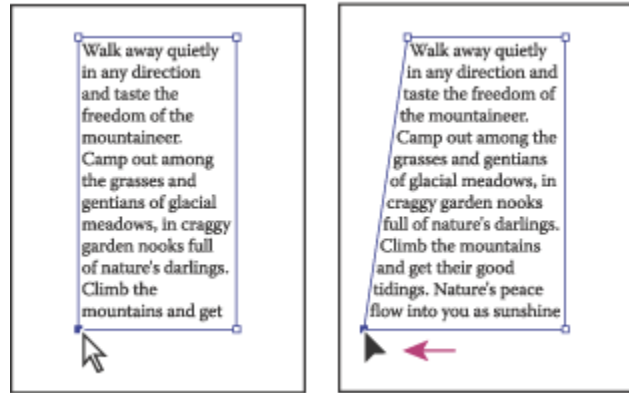 Walk away quietly
in any direction
and taste the
freedom of the
mountaineer.
Camp out among
the grasses and
gentians of glacial
meadows, in craggy
garden nooks full
of nature's darlings.
Climb the
mountains and get
Walk away quietly
in any direction and
taste the freedom of
the mountaineer.
Camp out among the
grasses and gentians
of glacial meadows, in
craggy garden nooks
full of nature's darlings.
Climb the mountains
and get their good
tidings. Nature's peace
flow into you as sunshine